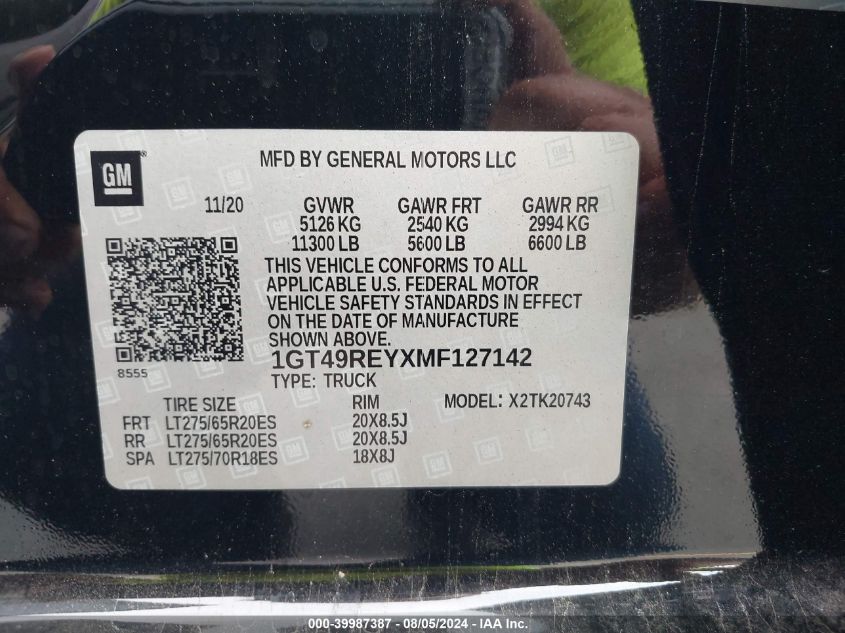 GM
MFD BY GENERAL MOTORS LLC
11/20 GVWR GAWR FRT GAWR RR
5126 KG 2540 KG 2994 KG
11300 LB 5600 LB 6600 LB
THIS VEHICLE CONFORMS TO ALL
APPLICABLE U.S. FEDERAL MOTOR
VEHICLE SAFETY STANDARDS IN EFFECT
ON THE DATE OF MANUFACTURE
SHOWN ABOVE.
1GT49REYXMF127142
8555
TYPE: TRUCK
TIRE SIZE RIM MODEL: X2TK20743
FRT LT275/65R20ES 20X8.5J
RR LT275/65R20ES 20X8.5J
SPA LT275/70R18ES 18X8J
000-39987387 - 08/05/2024 - IAA Inc.